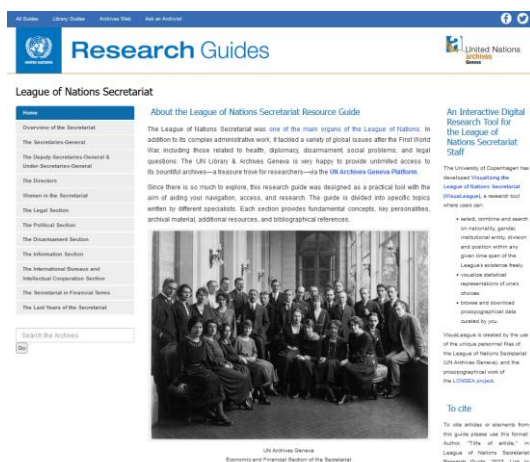 All Guides Library Guides Archives Web Ask an Archivist
UNITED NATIONS
Research Guides
United Nations
archives
Geneva
League of Nations Secretariat
Home
Overview of the Secretariat
The Secretaries-General
The Deputy Secretaries-General &
Under-Secretaries-General
The Directors
Women in the Secretariat
The Legal Section
The Political Section
The Disarmament Section
The Information Section
The International Bureaux and
Intellectual Cooperation Section
The Secretariat in Financial Terms
The Last Years of the Secretariat
Search the Archives
Go
About the League of Nations Secretariat Resource Guide
The League of Nations Secretariat was one of the main organs of the League of Nations. In
addition to its complex administrative work, it tackled a variety of global issues after the First World
War, including those related to health, diplomacy, disarmament, social problems, and legal
questions. The UN Library & Archives Geneva is very happy to provide unlimited access to
its bountiful archives—a treasure trove for researchers—via the UN Archives Geneva Platform.
Since there is so much to explore, this research guide was designed as a practical tool with the
aim of aiding your navigation, access, and research. The guide is divided into specific topics
written by different specialists. Each section provides fundamental concepts, key personalities,
archival material, additional resources, and bibliographical references.
UN Archives Geneva
Economic and Financial Section of the Secretariat
An Interactive Digital
Research Tool for
the League of
Nations Secretariat
Staff
The University of Copenhagen has
developed Visualizing the
League of Nations Secretariat
(VisuaLeague), a research tool
where users can:
select, combine and search
on nationality, gender,
institutional entity, division
and position within any
given time span of the
League's existence freely
visualize statistical
representations of one's
choices
browse and download
prosopographical data
curated by you
VisuaLeague is created by the use
of the unique personnel files of
the League of Nations Secretariat
(UN Archives Geneva), and the
prosopographical work of
the LONSEA project
To cite
To cite articles or elements from
this guide please use this format:
Author. "Title of article," in
League of Nations Secretariat
Research Guide, 2022. Link to